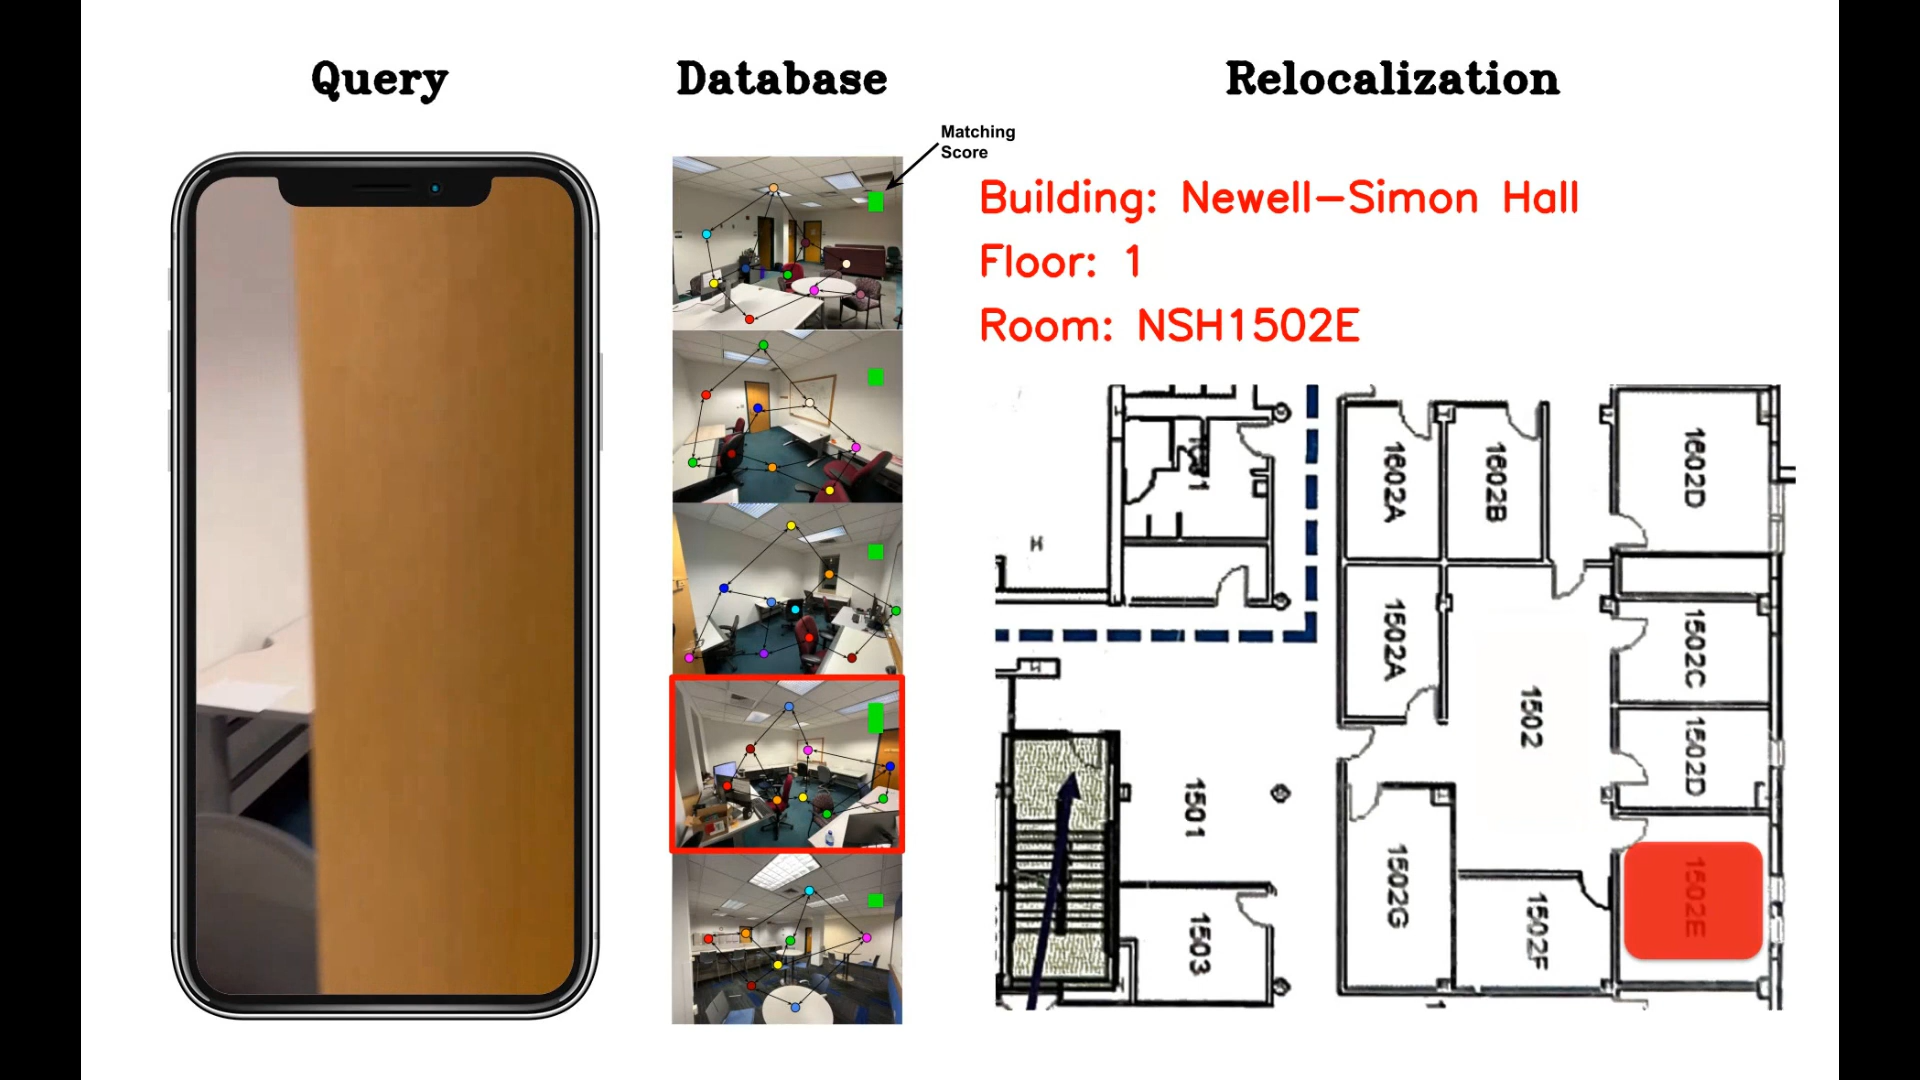 Query
Database
Relocalization
Matching
Score
Building: Newell-Simon Hall
Floor: 1
Room: NSH1502E
H
1602A
1602B
1602D
1502A
1502
1502C
1502D
1501
1502G
1502F
1502E
1503